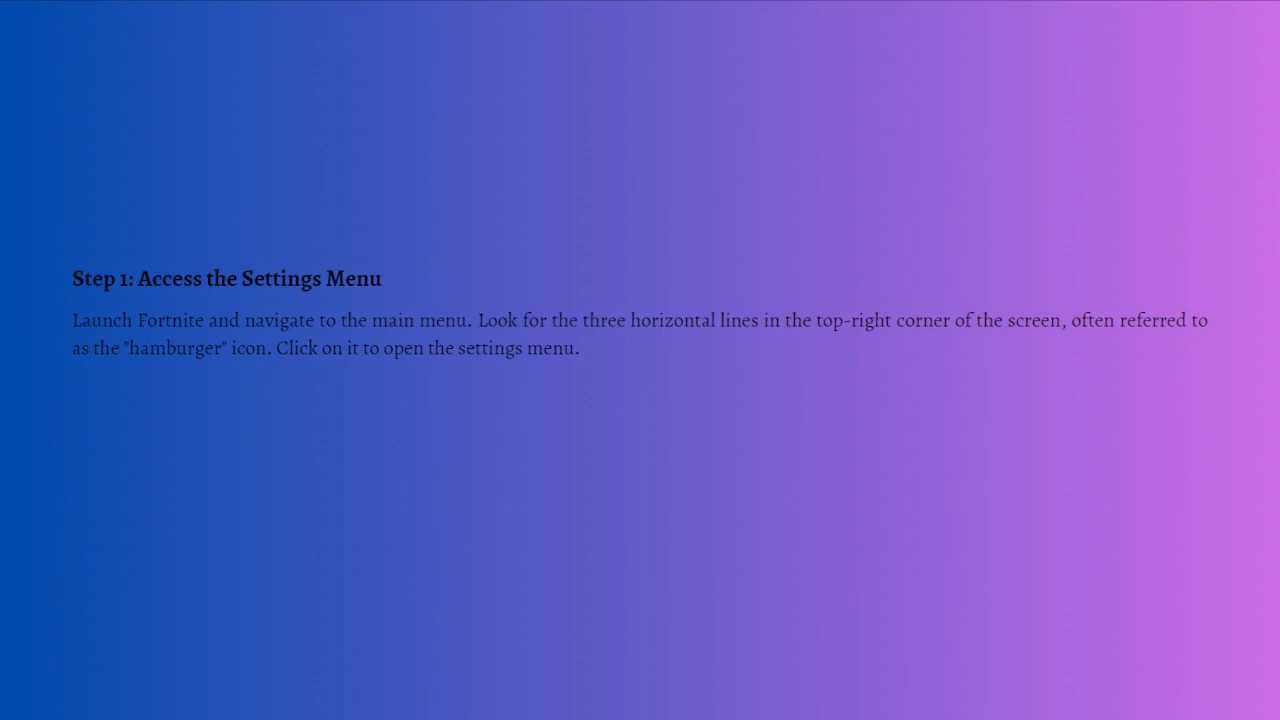 Step 1: Access the Settings Menu
Launch Fortnite and navigate to the main menu. Look for the three horizontal lines in the top-right corner of the screen, often referred to
as the "hamburger" icon. Click on it to open the settings menu.